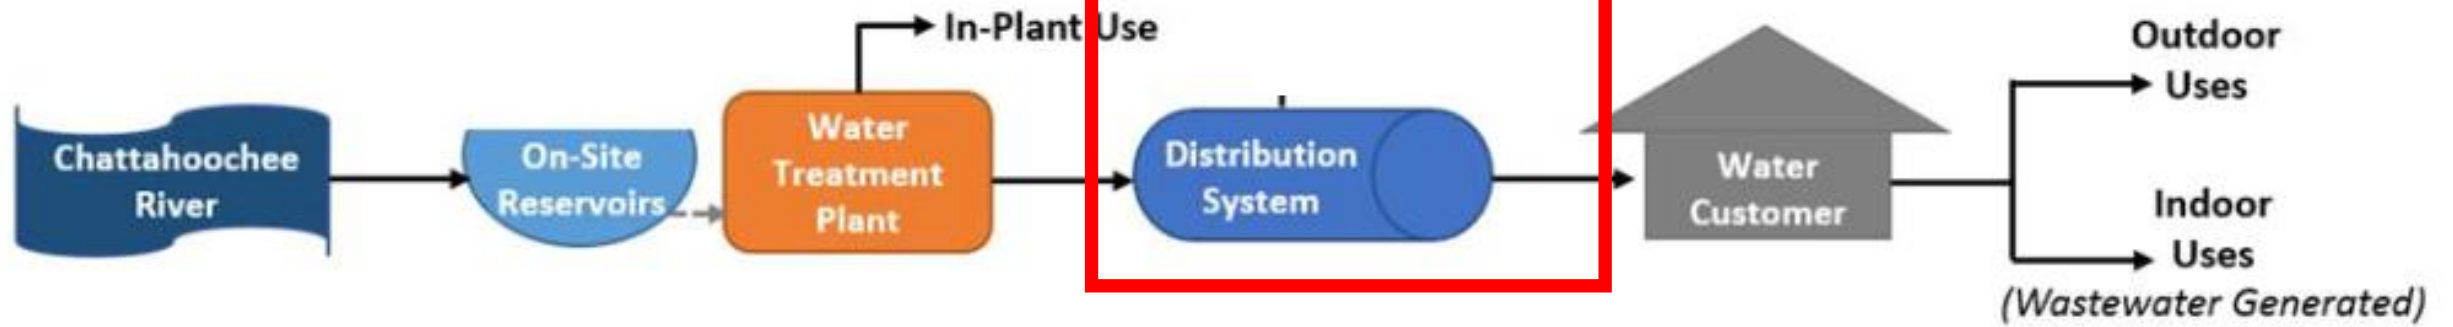 In-Plant Use
Chattahoochee
River
On-Site
Reservoirs
Water
Treatment
Plant
Distribution
System
Water
Customer
Outdoor
Uses
Indoor
Uses
(Wastewater Generated)